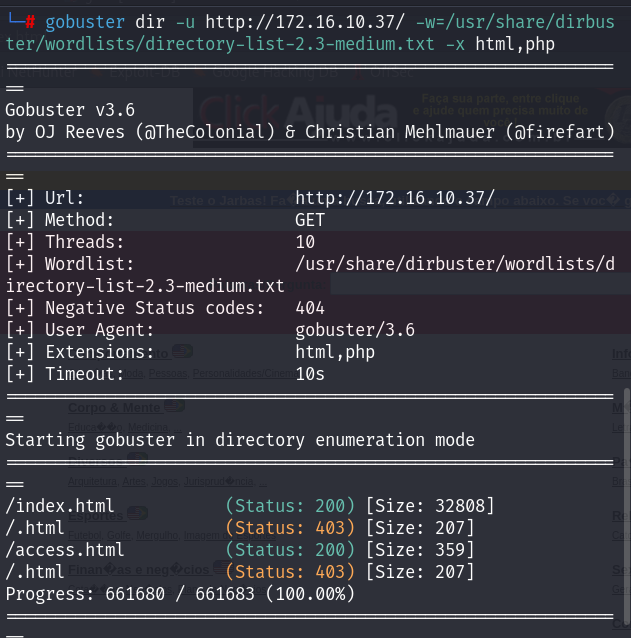 └─# gobuster dir -u http://172.16.10.37/ -w=/usr/share/dirbus
ter/wordlists/directory-list-2.3-medium.txt -x html,php
===============================================================
==
Gobuster v3.6
by OJ Reeves (@TheColonial) & Christian Mehlmauer (@firefart)
===============================================================
==
[+] Url:                     http://172.16.10.37/
[+] Method:                  GET
[+] Threads:                 10
[+] Wordlist:                /usr/share/dirbuster/wordlists/d
irectory-list-2.3-medium.txt
[+] Negative Status codes:   404
[+] User Agent:              gobuster/3.6
[+] Extensions:              html,php
[+] Timeout:                 10s
===============================================================
==
Starting gobuster in directory enumeration mode
===============================================================
==
/index.html           (Status: 200) [Size: 32808]
/.html                (Status: 403) [Size: 207]
/access.html          (Status: 200) [Size: 359]
/.html                (Status: 403) [Size: 207]
Progress: 661680 / 661683 (100.00%)
===============================================================
==